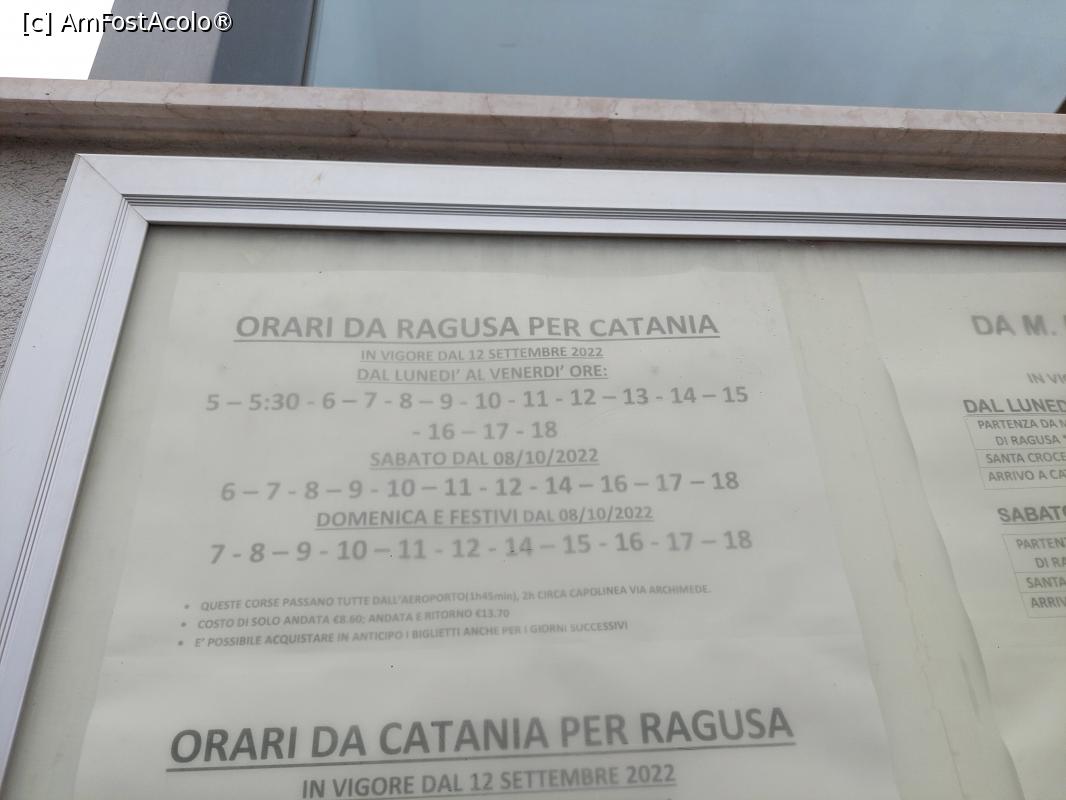 [c] AmFostAcolo®
ORARI DA RAGUSA PER CATANIA
IN VIGORE DAL 12 SETTEMBRE 2022
DAL LUNEDI' AL VENERDI' ORE:
5 – 5:30 - 6 – 7 - 8 – 9 - 10 - 11 - 12 – 13 - 14 – 15
- 16 – 17 - 18
SABATO DAL 08/10/2022
6 – 7 - 8 – 9 - 10 – 11 - 12 - 14 – 16 – 17 – 18
DOMENICA E FESTIVI DAL 08/10/2022
7 - 8 – 9 - 10 – 11 - 12 - 14 – 15 - 16 - 17 – 18
• QUESTE CORSE PASSANO TUTTE DALL'AEROPORTO(1h45min), 2h CIRCA CAPOLINEA VIA ARCHIMEDE.
• COSTO DI SOLO ANDATA €8.60; ANDATA E RITORNO €13.70
• E' POSSIBILE ACQUISTARE IN ANTICIPO I BIGLIETTI ANCHE PER I GIORNI SUCCESSIVI
ORARI DA CATANIA PER RAGUSA
IN VIGORE DAL 12 SETTEMBRE 2022
DA M.
DAL
PARTENZA DA
DI RAGUSA
SANTA CROCE
ARRIVO A
SABATO
DI
SANTA